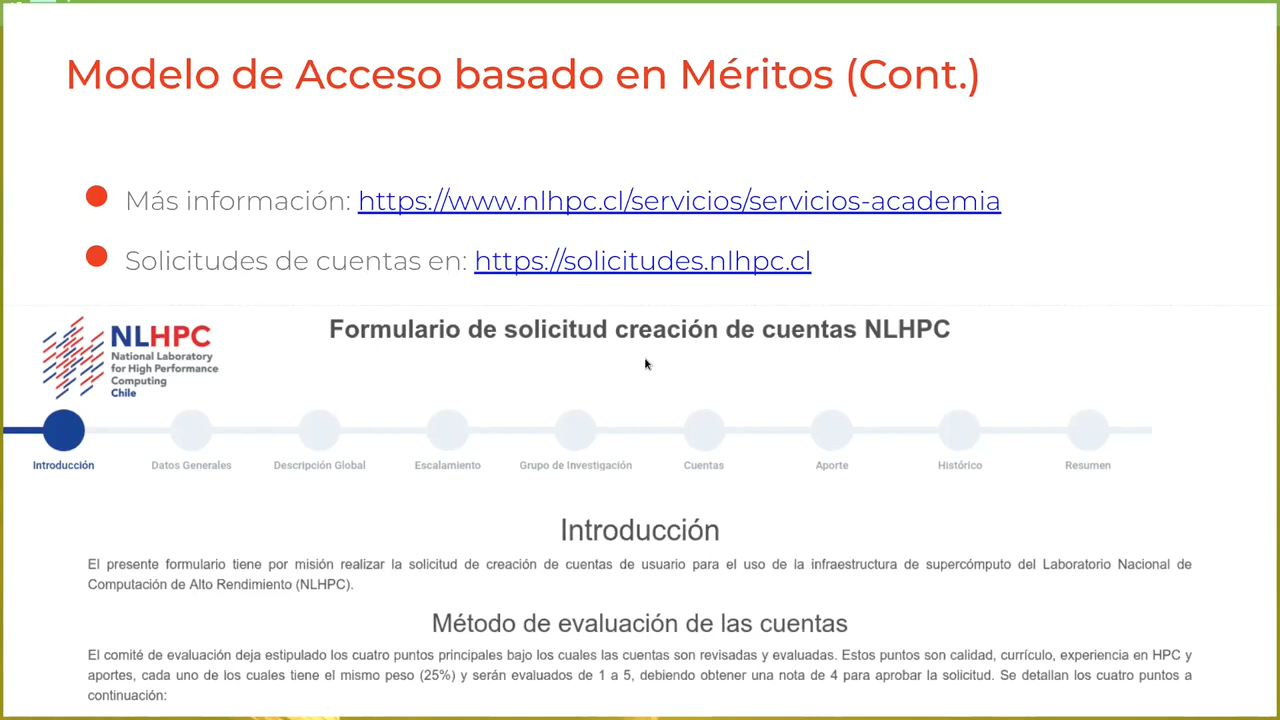 Modelo de Acceso basado en Méritos (Cont.)
Más información: https://www.nlhpc.cl/servicios/servicios-academia
Solicitudes de cuentas en: https://solicitudes.nlhpc.cl
NLHPC
National Laboratory
for High Performance
Computing
Chile
Formulario de solicitud creación de cuentas NLHPC
Introducción
Datos Generales
Descripción Global
Escalamiento
Grupo de Investigación
Cuentas
Aporte
Histórico
Resumen
Introducción
El presente formulario tiene por misión realizar la solicitud de creación de cuentas de usuario para el uso de la infraestructura de supercómputo del Laboratorio Nacional de
Computación de Alto Rendimiento (NLHPC).
Método de evaluación de las cuentas
El comité de evaluación deja estipulado los cuatro puntos principales bajo los cuales las cuentas son revisadas y evaluadas. Estos puntos son calidad, currículo, experiencia en HPC y
aportes, cada uno de los cuales tiene el mismo peso (25%) y serán evaluados de 1 a 5, debiendo obtener una nota de 4 para aprobar la solicitud. Se detallan los cuatro puntos a
continuación: